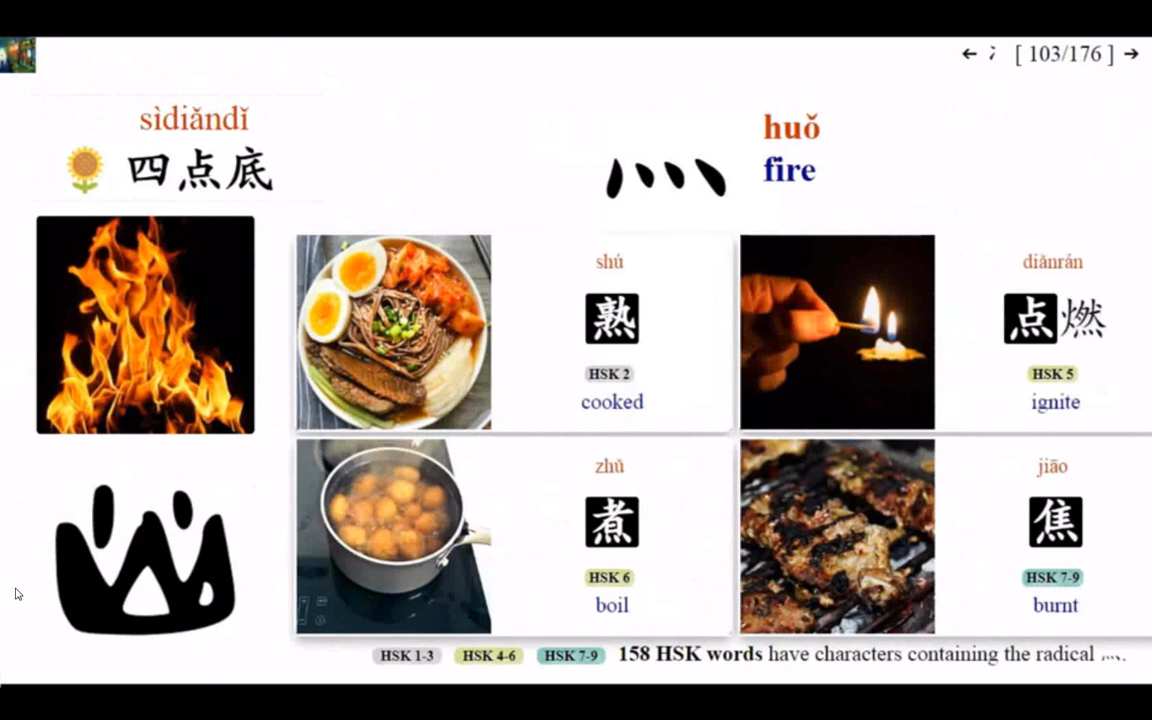 ← 氵 [ 103/176 ] →
sìdiǎndǐ
四点底
灬
huǒ
fire
shú
熟
HSK 2
cooked
diǎnrán
点燃
HSK 5
ignite
zhǔ
煮
HSK 6
boil
jiāo
焦
HSK 7-9
burnt
HSK 1-3 HSK 4-6 HSK 7-9 158 HSK words have characters containing the radical 灬.